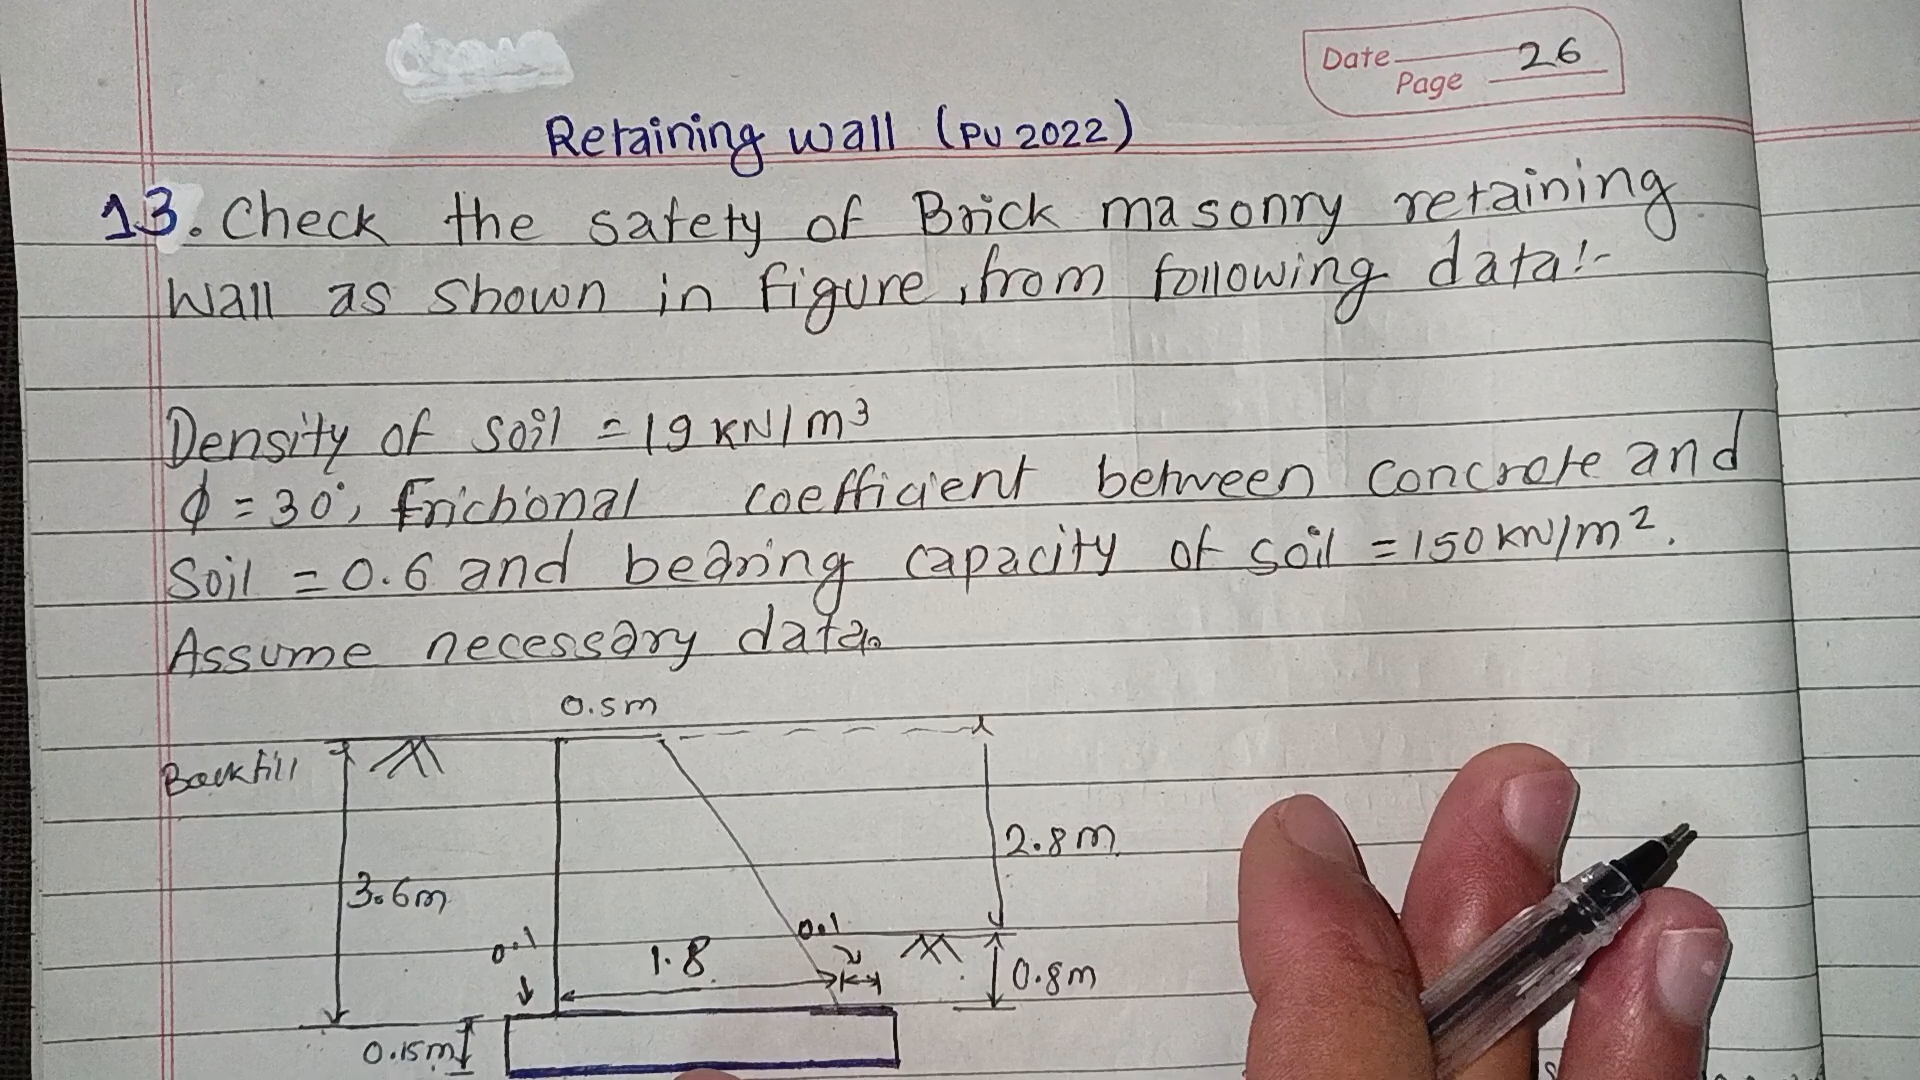 Date 26
Page
Retaining wall (PU 2022)
13. Check the safety of Brick masonry retaining
Wall as shown in figure, from following data:-
Density of soil = 19 KN/m³
φ = 30°, frictional coefficient between concrete and
Soil = 0.6 and bearing capacity of soil = 150 kN/m².
Assume necessary data.
0.5m
Backfill
2.8m
3.6m
0.1
0.1
1.8
0.8m
0.15m